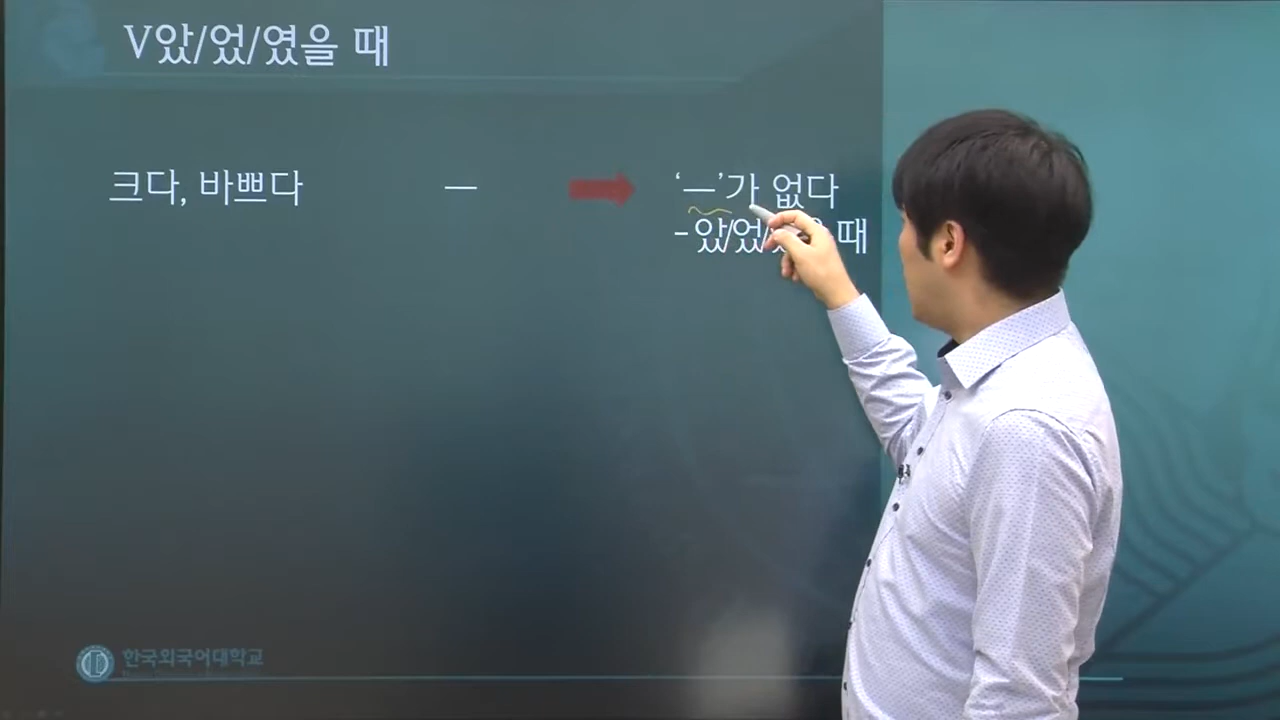 V았/었/였을 때
크다, 바쁘다 ㅡ ‘ㅡ’가 없다
-았/었/ 때
한국외국어대학교